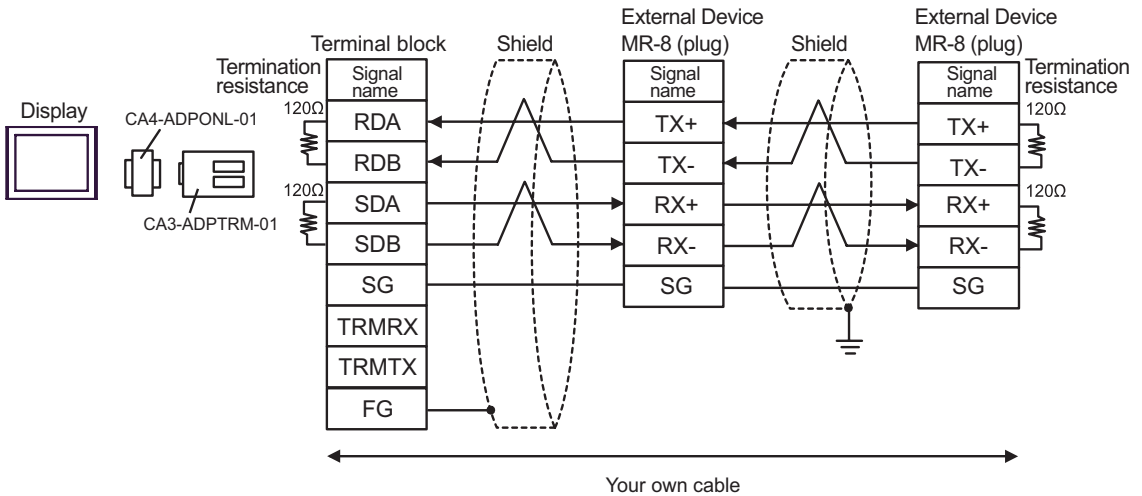 Display
CA4-ADPONL-01
CA3-ADPTRM-01
Termination
resistance
120Ω
120Ω
Terminal block
Signal
name
RDA
RDB
SDA
SDB
SG
TRMRX
TRMTX
FG
Shield
External Device
MR-8 (plug)
Signal
name
TX+
TX-
RX+
RX-
SG
Shield
External Device
MR-8 (plug)
Signal
name
TX+
TX-
RX+
RX-
SG
Termination
resistance
120Ω
120Ω
Your own cable